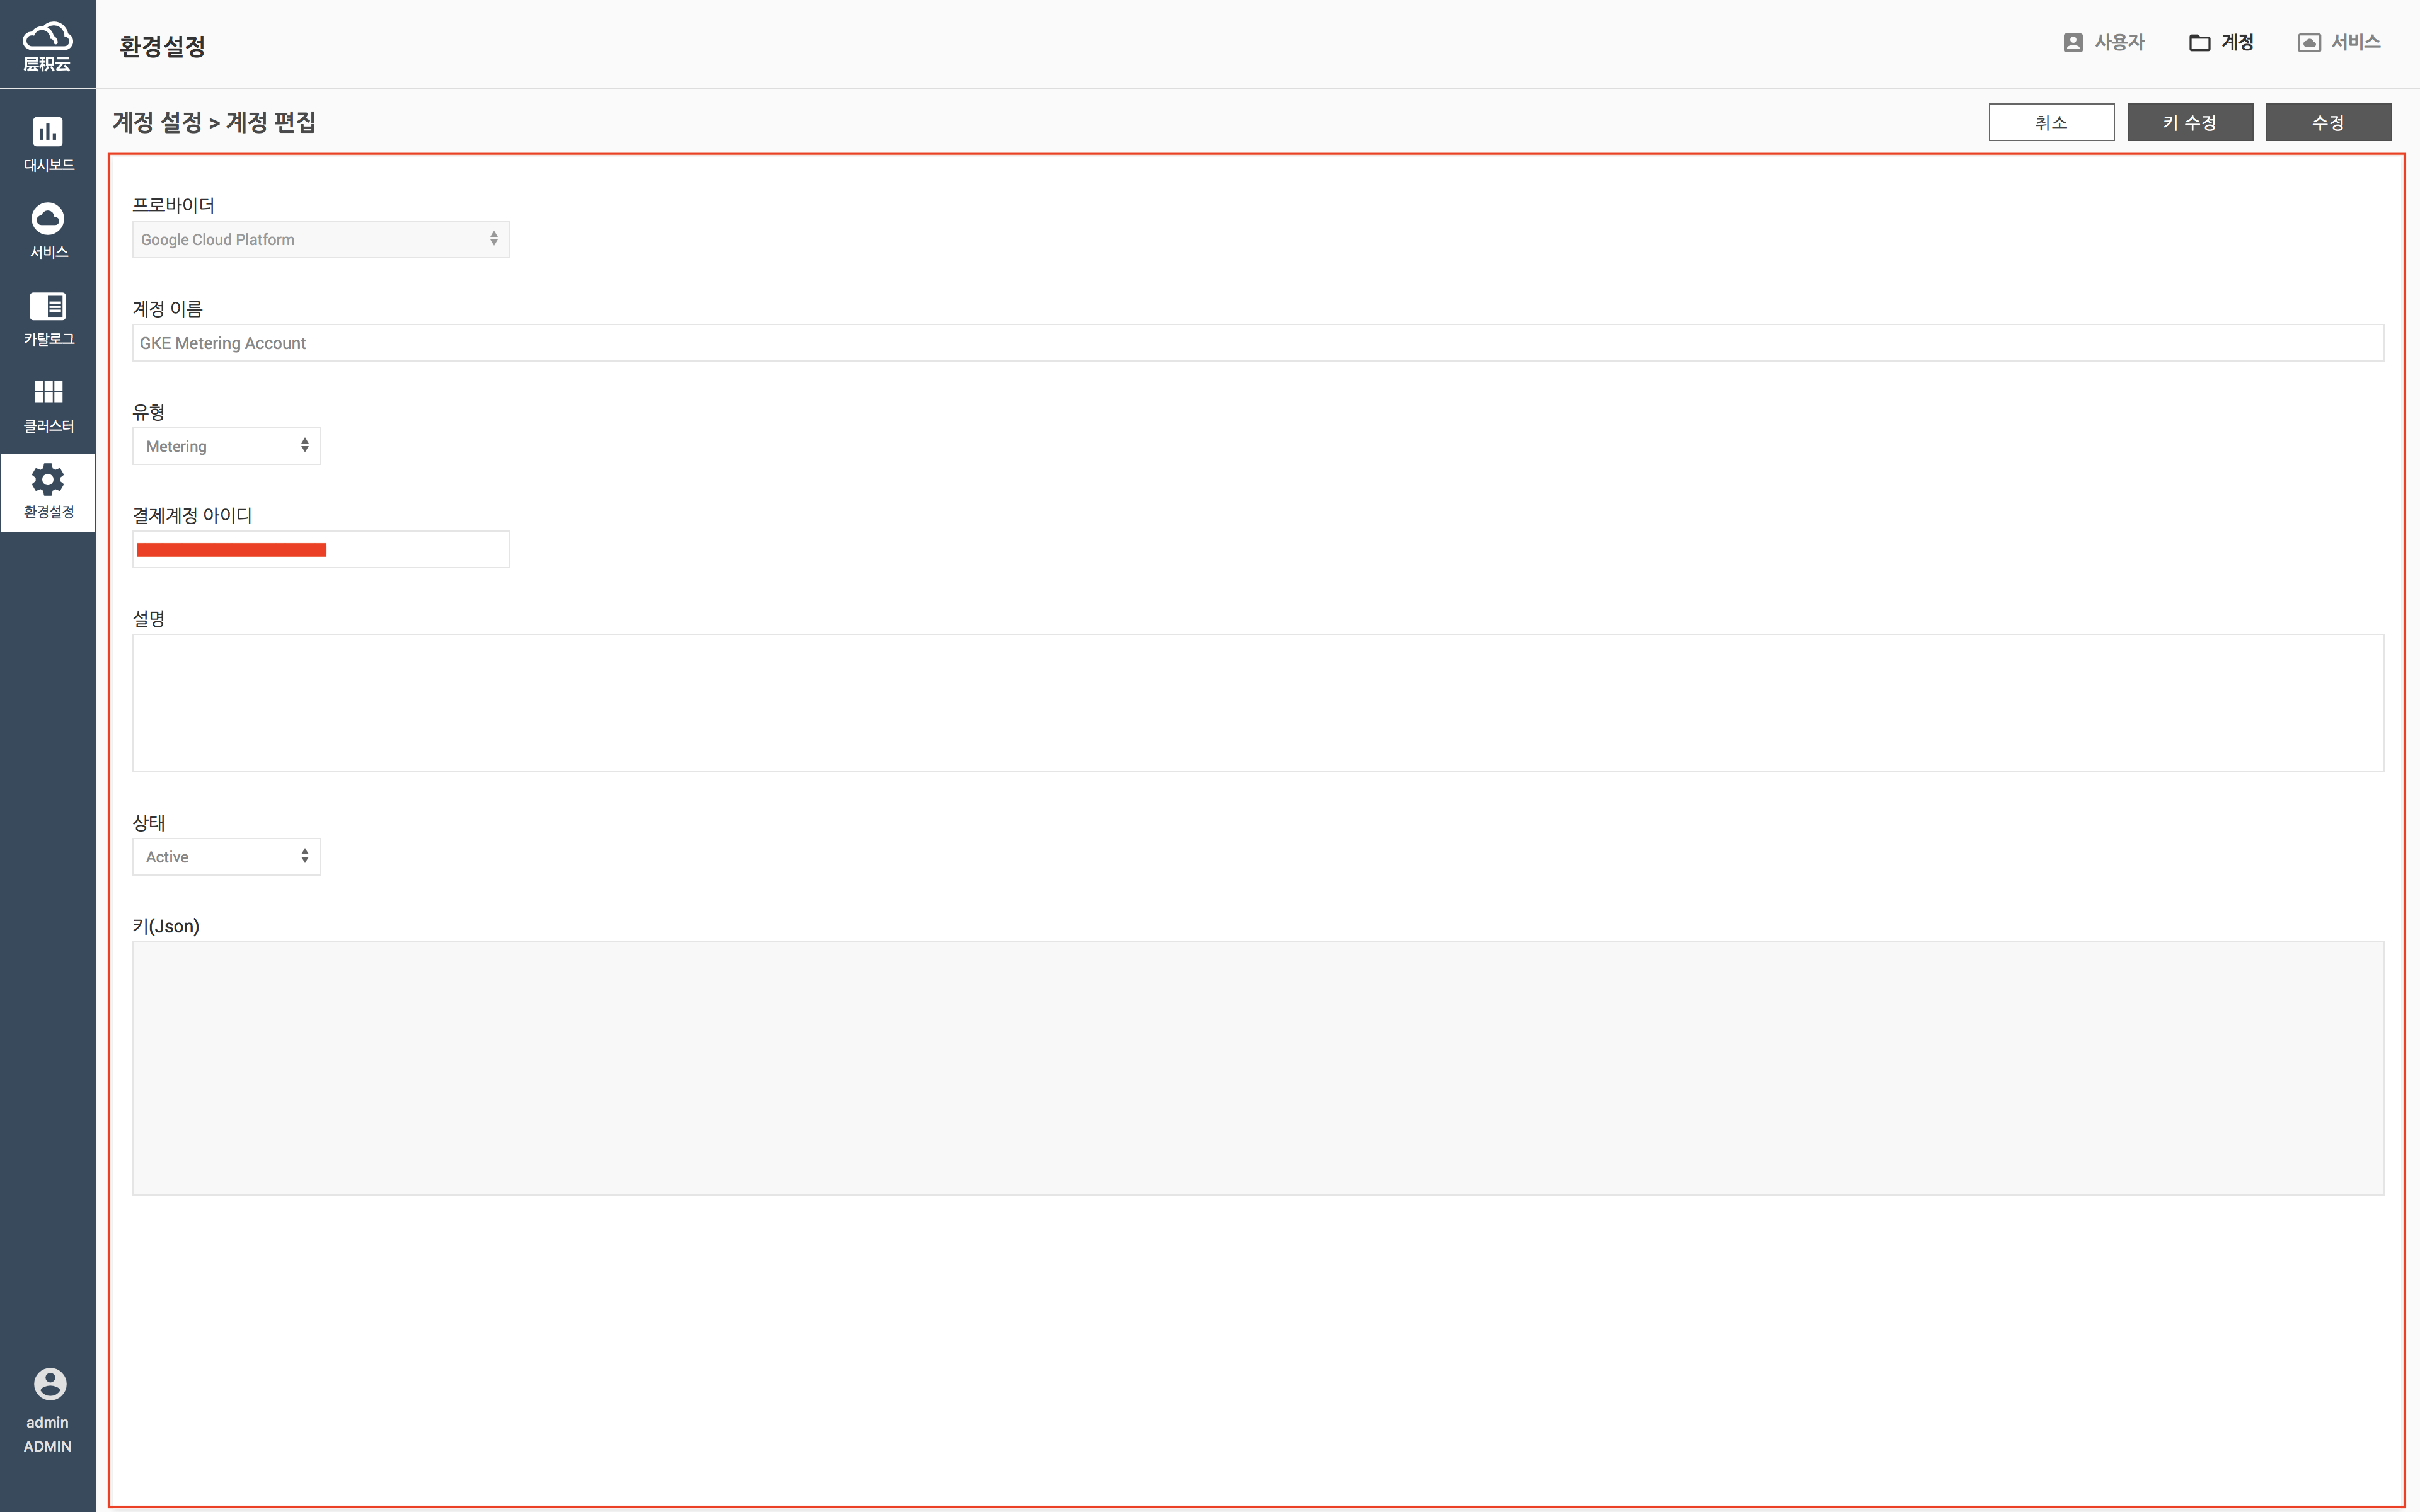 层积云
환경설정
사용자
계정
서비스
대시보드
서비스
카탈로그
클러스터
환경설정
admin
ADMIN
계정 설정 > 계정 편집
취소
키 수정
수정
프로바이더
Google Cloud Platform
계정 이름
GKE Metering Account
유형
Metering
결제계정 아이디
설명
상태
Active
키(Json)